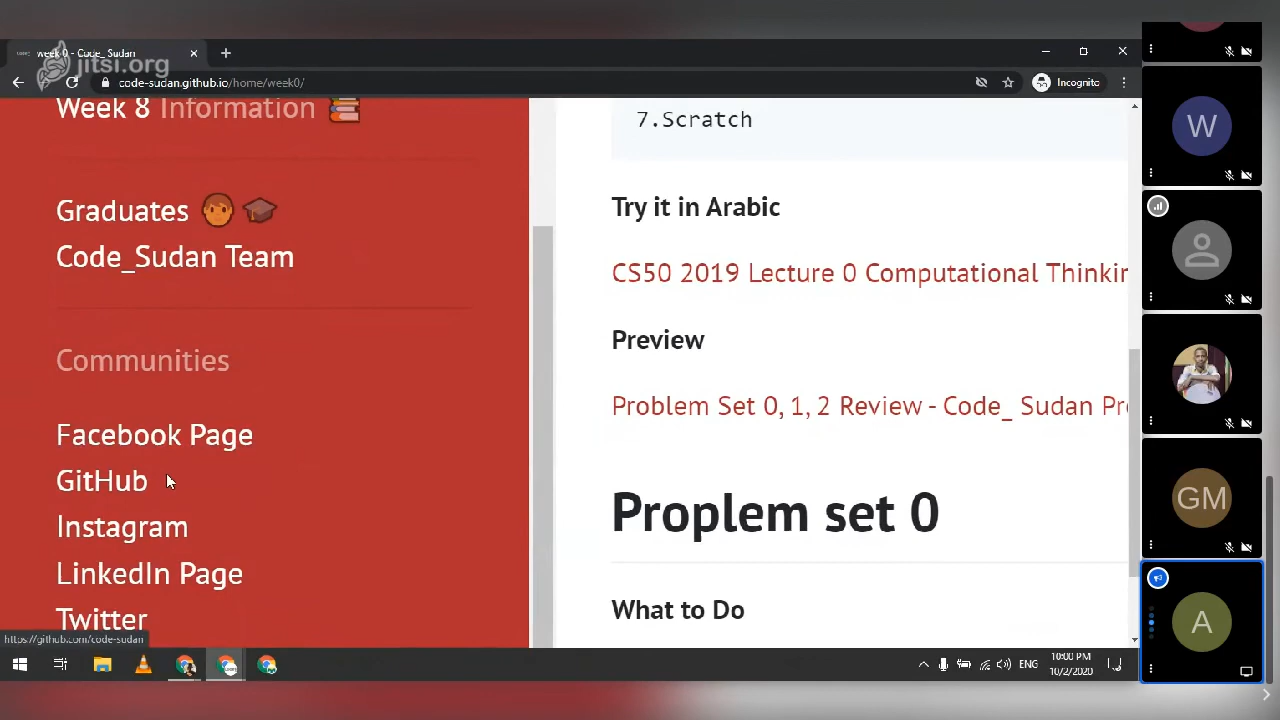 week 0 - Code_ Sudan
jitsi.org
code-sudan.github.io/home/week0/
Incognito
Week 8 Information
7.Scratch
Graduates
Code_Sudan Team
Try it in Arabic
CS50 2019 Lecture 0 Computational Thinkin
Preview
Problem Set 0, 1, 2 Review - Code_ Sudan Pr
Communities
Facebook Page
GitHub
Instagram
LinkedIn Page
Twitter
Proplem set 0
What to Do
https://github.com/code-sudan
ENG
10:00 PM
10/2/2020
W
GM
A